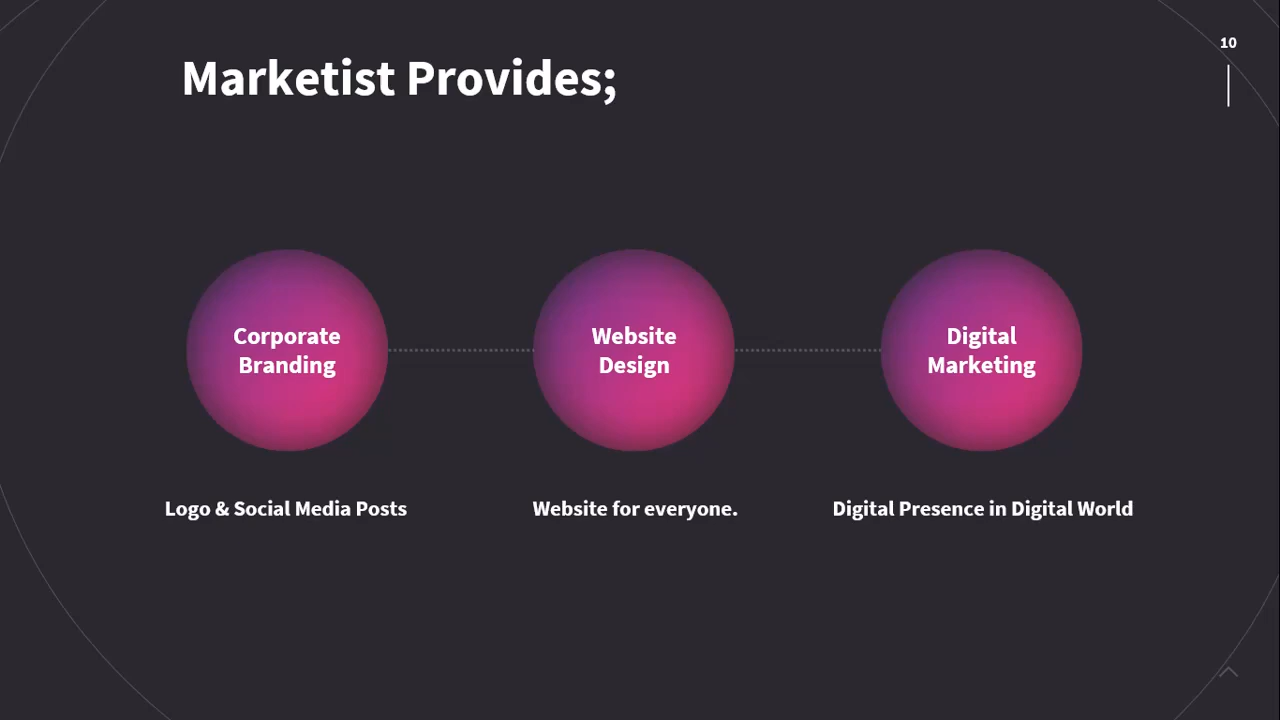 10
Marketist Provides;
Corporate
Branding
Website
Design
Digital
Marketing
Logo & Social Media Posts
Website for everyone.
Digital Presence in Digital World